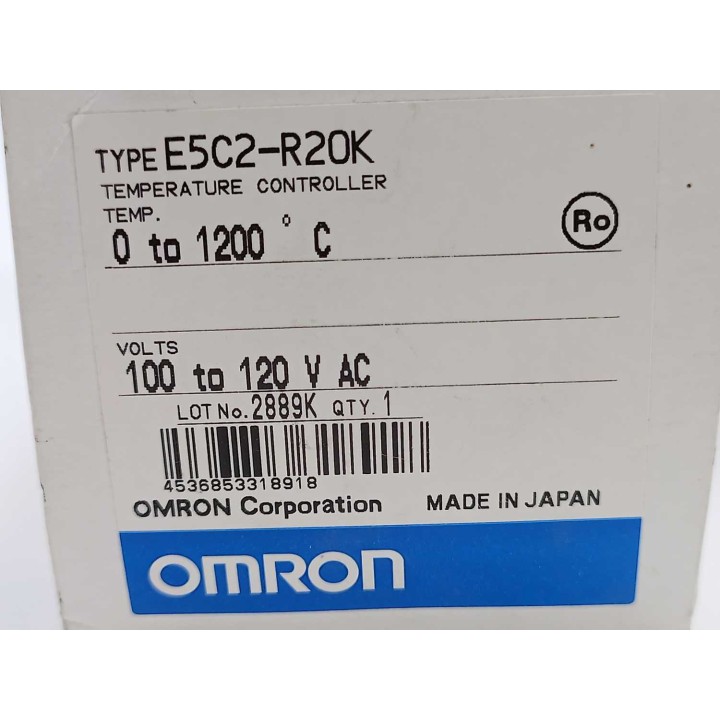 TYPE E5C2-R20K
TEMPERATURE CONTROLLER
TEMP.
0 to 1200 ° C
Ro
VOLTS
100 to 120 V AC
LOT No. 2889K QTY. 1
4536853318918
OMRON Corporation MADE IN JAPAN
OMRON